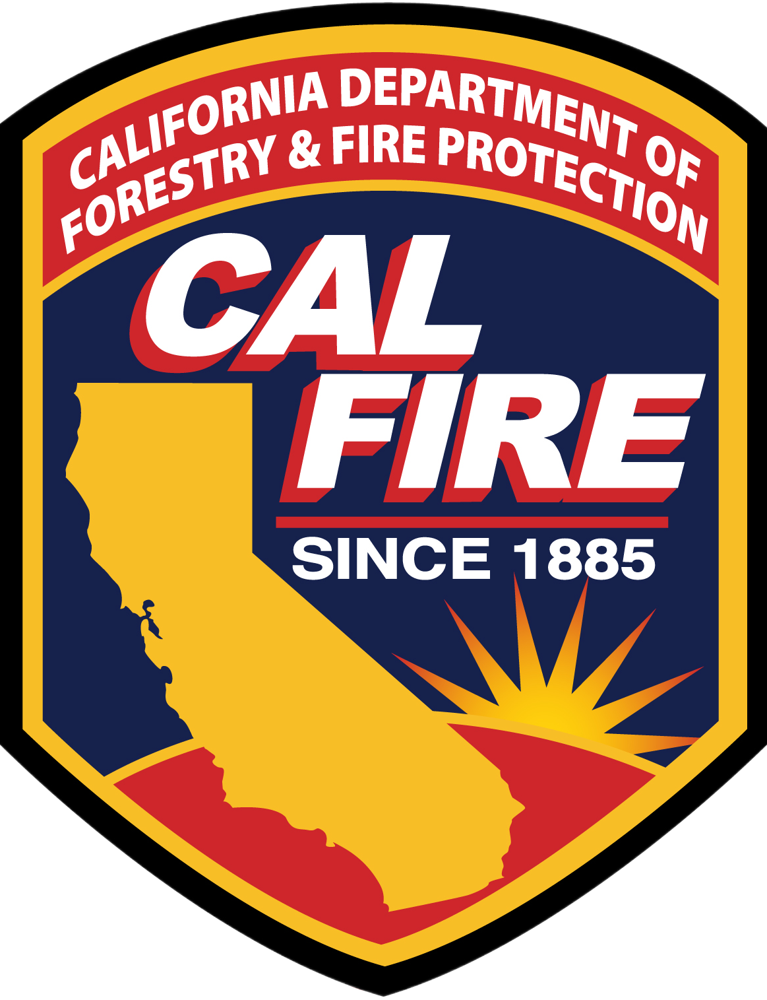 CALIFORNIA DEPARTMENT OF
FORESTRY & FIRE PROTECTION
CAL
FIRE
SINCE 1885